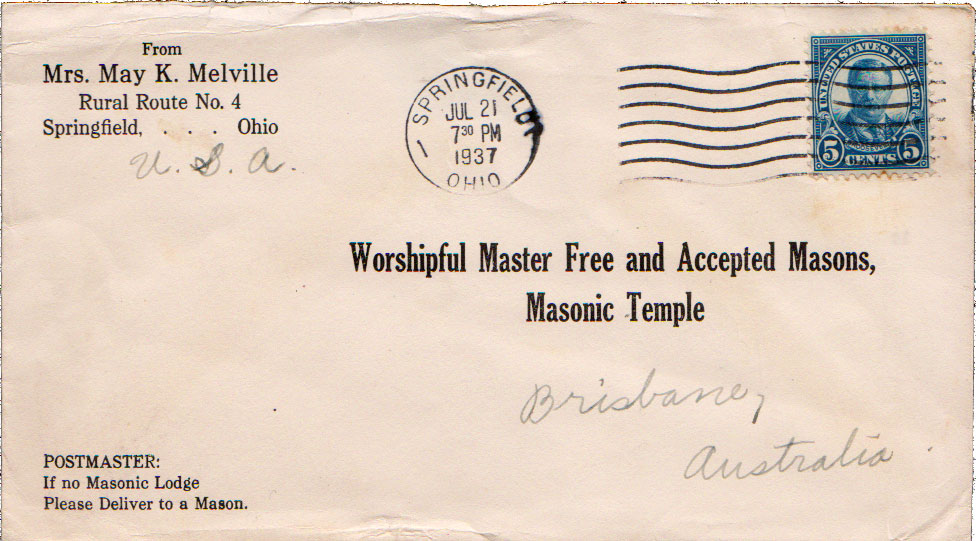 From
Mrs. May K. Melville
Rural Route No. 4
Springfield, . . . Ohio
U. S. A.
SPRINGFIELD
1
JUL 21
7 30 PM
1937
OHIO
UNITED STATES POSTAGE
5 CENTS 5
Worshipful Master Free and Accepted Masons,
Masonic Temple
Brisbane,
Australia.
POSTMASTER:
If no Masonic Lodge
Please Deliver to a Mason.